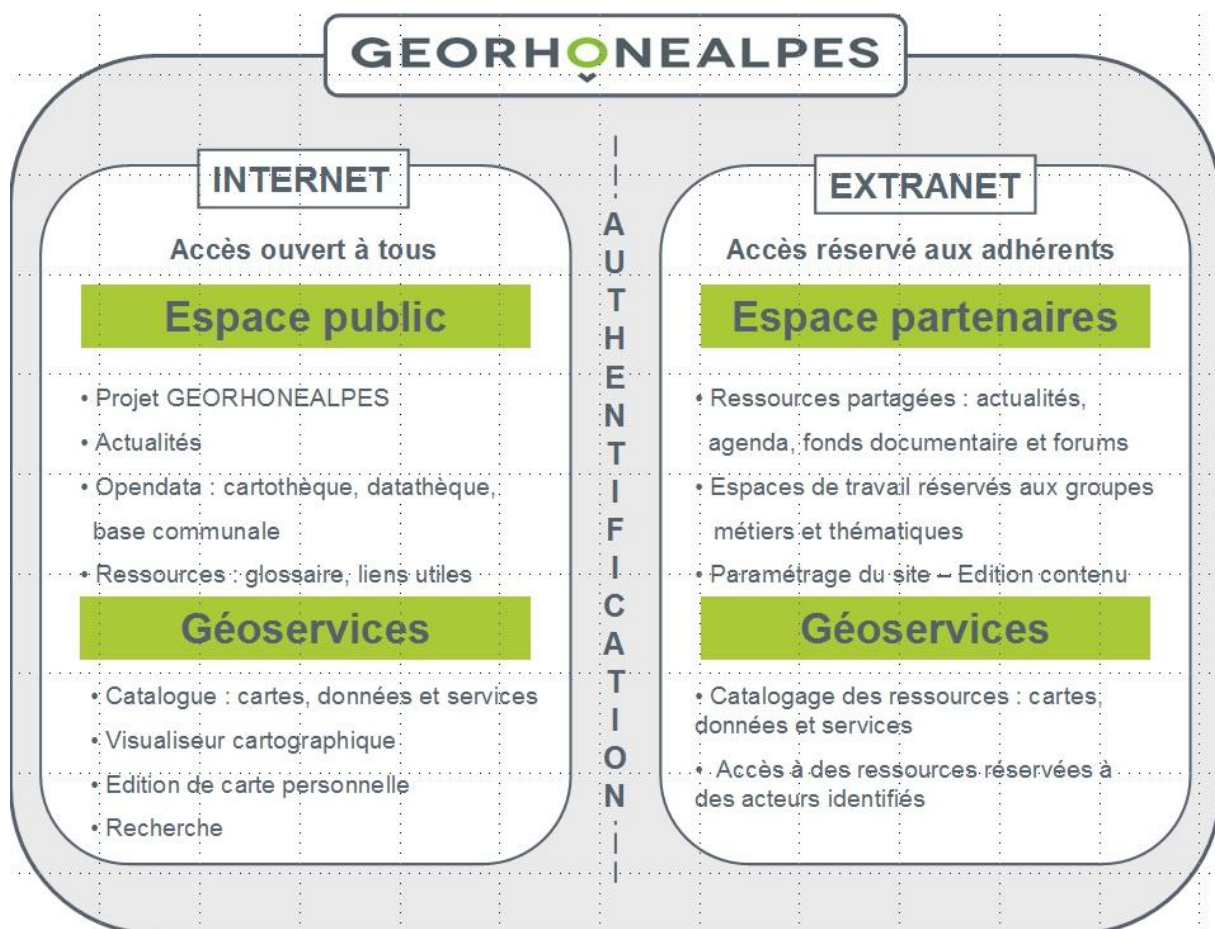 GEORHONEALPES
INTERNET
Accès ouvert à tous
Espace public
• Projet GEORHONEALPES
• Actualités
• Opendata : cartothèque, datathèque,
base communale
• Ressources : glossaire, liens utiles
Géoservices
• Catalogue : cartes, données et services
• Visualiseur cartographique
• Edition de carte personnelle
• Recherche
AUTHENTIFICATION
EXTRANET
Accès réservé aux adhérents
Espace partenaires
• Ressources partagées : actualités,
agenda, fonds documentaire et forums
• Espaces de travail réservés aux groupes
métiers et thématiques
• Paramétrage du site – Edition contenu
Géoservices
• Catalogage des ressources : cartes,
données et services
• Accès à des ressources réservées à
des acteurs identifiés